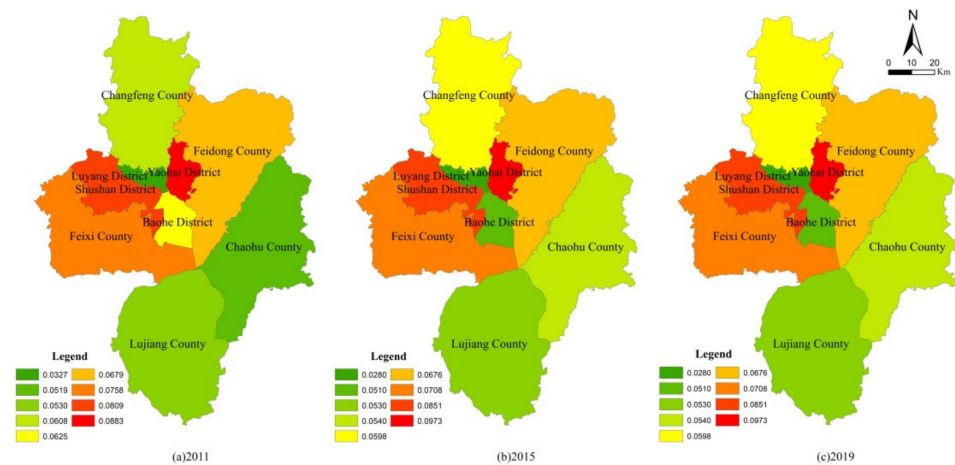 N
0 10 20
Km
Changfeng County
Feidong County
Luyang District
Yaohai District
Shushan District
Baohe District
Feixi County
Chaohu County
Lujiang County
Legend
0.0327 0.0679
0.0519 0.0758
0.0530 0.0809
0.0608 0.0883
0.0625
(a)2011
Changfeng County
Feidong County
Luyang District
Yaohai District
Shushan District
Baohe District
Feixi County
Chaohu County
Lujiang County
Legend
0.0280 0.0676
0.0510 0.0708
0.0530 0.0851
0.0540 0.0973
0.0598
(b)2015
Changfeng County
Feidong County
Luyang District
Yaohai District
Shushan District
Baohe District
Feixi County
Chaohu County
Lujiang County
Legend
0.0280 0.0676
0.0510 0.0708
0.0530 0.0851
0.0540 0.0973
0.0598
(c)2019